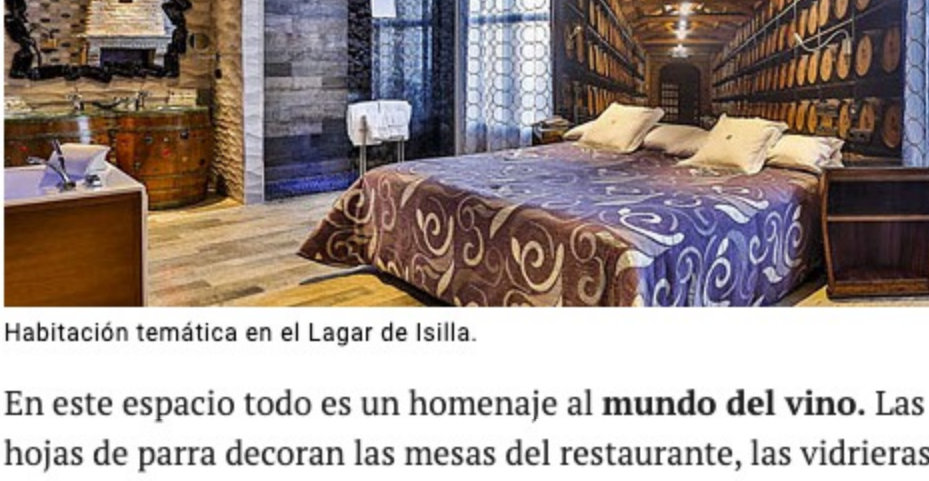 Habitación temática en el Lagar de Isilla.
En este espacio todo es un homenaje al mundo del vino. Las
hojas de parra decoran las mesas del restaurante, las vidrieras